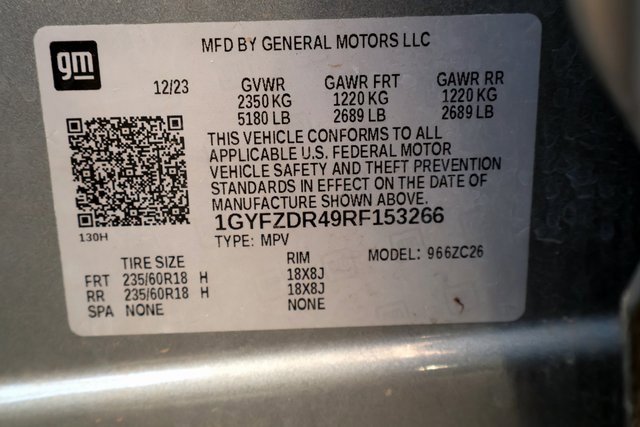 gm
MFD BY GENERAL MOTORS LLC
12/23 GVWR GAWR FRT GAWR RR
2350 KG 1220 KG 1220 KG
5180 LB 2689 LB 2689 LB
THIS VEHICLE CONFORMS TO ALL
APPLICABLE U.S. FEDERAL MOTOR
VEHICLE SAFETY AND THEFT PREVENTION
STANDARDS IN EFFECT ON THE DATE OF
MANUFACTURE SHOWN ABOVE.
1GYFZDR49RF153266
130H
TYPE: MPV MODEL: 966ZC26
TIRE SIZE RIM
FRT 235/60R18 H 18X8J
RR 235/60R18 H 18X8J
SPA NONE NONE